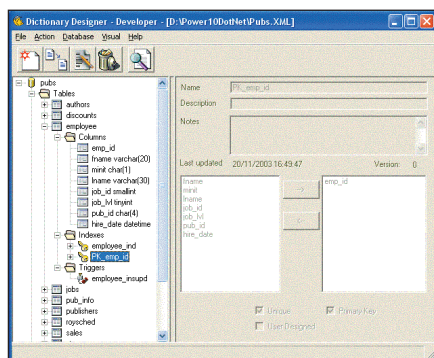 Dictionary Designer - Developer - [D:\Power10DotNet\Pubs.XML]
File Action Database Visual Help
pubs
Tables
authors
discounts
employee
Columns
emp_id
fname varchar(20)
minit char(1)
lname varchar(30)
job_id smallint
job_lvl tinyint
pub_id char(4)
hire_date datetime
Indexes
employee_ind
PK_emp_id
Triggers
employee_insupd
jobs
pub_info
publishers
roysched
sales
Name PK_emp_id
Description
Notes
Last updated 20/11/2003 16:49:47 Version: 0
fname
minit
lname
job_id
job_lvl
pub_id
hire_date
emp_id
Unique Primary Key
User Designed